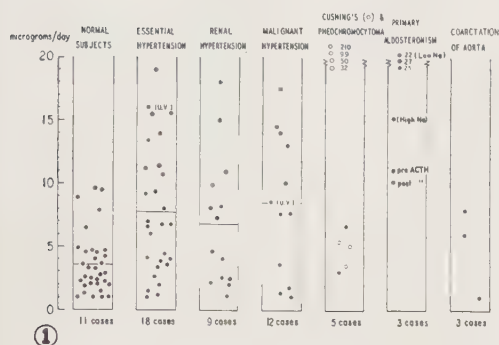 micrograms/day
NORMAL
SUBJECTS
ESSENTIAL
HYPERTENSION
RENAL
HYPERTENSION
MALIGNANT
HYPERTENSION
CUSHING'S (○) &
PHEOCHROMOCYTOMA
PRIMARY
ALDOSTERONISM
COARCTATION
OF AORTA
20
15
10
5
0
210
99
50
32
22 (Low Na)
27
21
(High Na)
pre ACTH
post "
(U.V.)
(U.V.)
11 cases
18 cases
9 cases
12 cases
5 cases
3 cases
3 cases
1